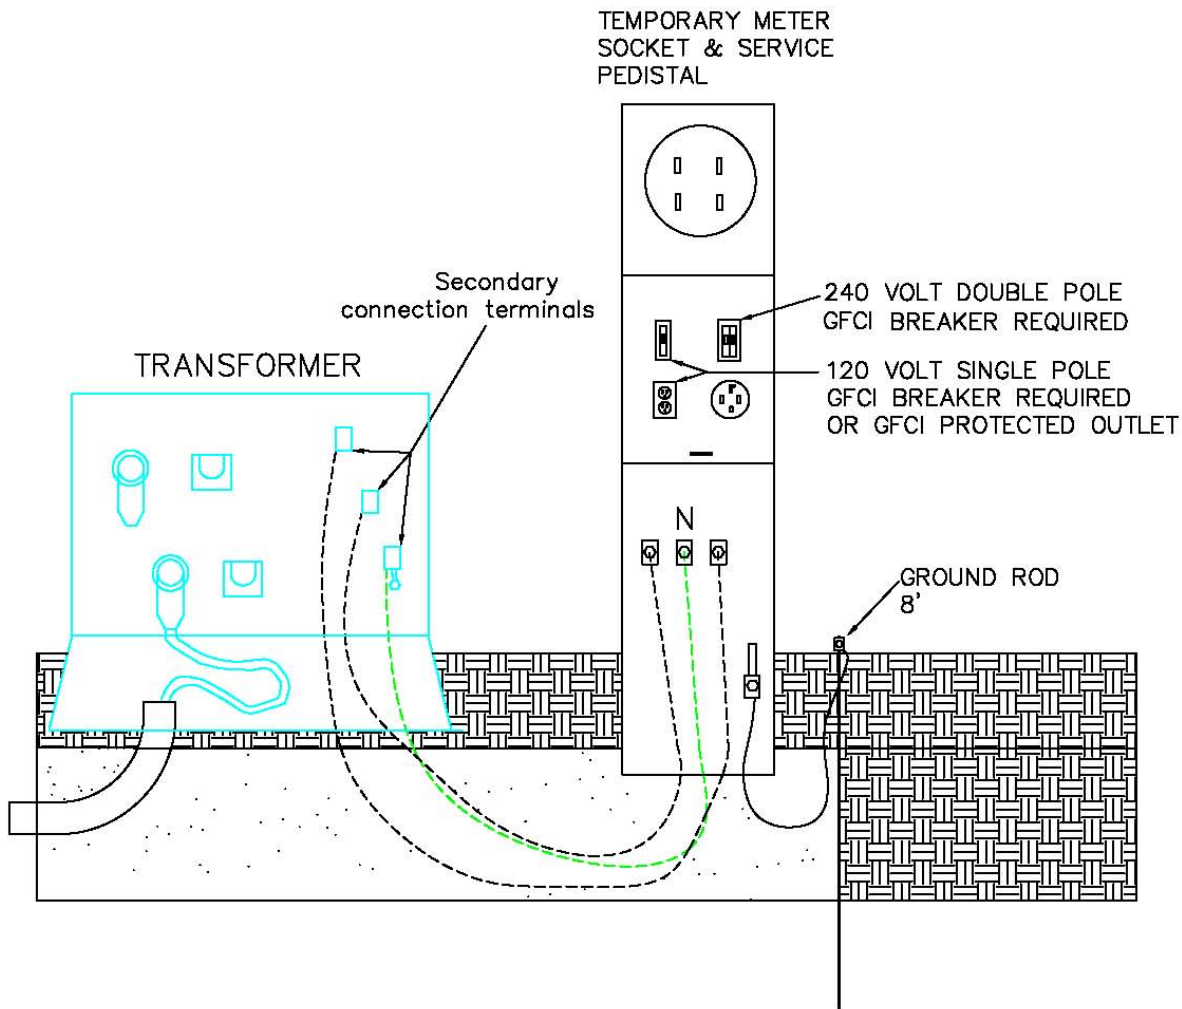 TEMPORARY METER
SOCKET & SERVICE
PEDISTAL
Secondary
connection terminals
240 VOLT DOUBLE POLE
GFCI BREAKER REQUIRED
TRANSFORMER
120 VOLT SINGLE POLE
GFCI BREAKER REQUIRED
OR GFCI PROTECTED OUTLET
N
GROUND ROD
8'